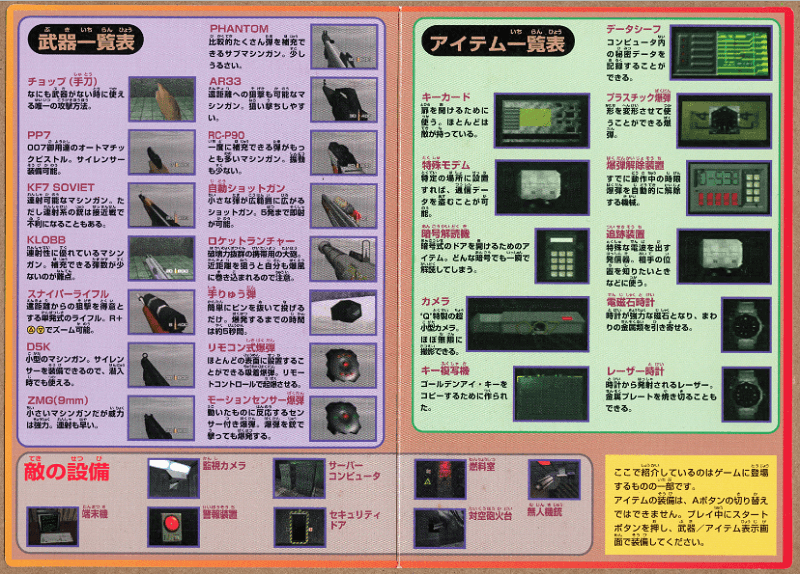 武器一覧表
チョップ(手刀)
なにも武器がない時に使え
る唯一の攻撃方法。
PP7
007御用達のオートマチッ
クピストル。サイレンサー
装備可能。
KF7 SOVIET
連射可能なマシンガン。た
だし連射系の銃は接近戦で
不利になることもある。
KLOBB
連射性に優れているマシン
ガン。補充できる弾数が少
ないのが難点。
スナイパーライフル
遠距離からの狙撃を得意と
する単発式のライフル。R+
でズーム可能。
D5K
小型のマシンガン。サイレン
サーを装備できるので、潜入
時でも使える。
ZMG(9mm)
小さいマシンガンだが威力
は強力。連射も早い。
PHANTOM
比較的たくさん弾を補充で
きるサブマシンガン。少し
うるさい。
AR33
遠距離への狙撃も可能なマ
シンガン。狙い撃ちしやす
い。
RC-P90
一度に補充できる弾がもっ
とも多いマシンガン。
も少ない。
自動ショットガン
小さな弾が広範囲に広がる
ショットガン。5発まで即射
が可能。
ロケットランチャー
破壊力抜群の携帯用の大砲。
近距離を狙うと自分も爆風
に巻き込まれるので注意。
手りゅう弾
簡単にピンを抜いて投げる
だけ。爆発するまでの時間
は約5秒間。
リモコン式爆弾
ほとんどの表面に設置するこ
とができる吸着爆弾。リモー
トコントロールで起爆させる。
モーションセンサー爆弾
動いたものに反応するセン
サー付き爆弾。爆弾を銃で
撃っても爆発する。
アイテム一覧表
キーカード
扉を開けるために
使う。ほとんどは
敵が持っている。
特殊モデム
特定の場所に設置
すれば、通信デー
タを盗むことが可
能。
暗号解読機
暗号式のドアを開けるためのア
イテム。どんな暗号でも一瞬で
解読してしまう。
カメラ
"Q"特製の超
小型カメラ。
ほぼ無限に
撮影できる。
キー複写機
ゴールデンアイ・キーを
コピーするために作られ
た。
データシーフ
コンピュータ内
の秘密データを
記録することが
できる。
プラスチック爆弾
形を変形させて使
うことができる爆
弾。
爆弾解除装置
すでに動作中の時限
爆弾を自動的に解除
する機械。
追跡装置
特殊な電波を出す
発信器。相手の位
置を知りたいとき
などに使う。
電磁石時計
時計が強力な磁石となり、まわ
りの金属類を引き寄せる。
レーザー時計
時計から発射されるレーザー。
金属プレートを焼き切ることも
できる。
敵の設備
監視カメラ
サーバー
コンピュータ
燃料室
無人機銃
端末機
警報装置
セキュリティ
ドア
対空砲火台
ここで紹介しているのはゲームに登場
するものの一部です。
アイテムの装備は、Aボタンの切り替え
ではできません。プレイ中にスタート
ボタンを押し、武器/アイテム表示画
面で装備してください。